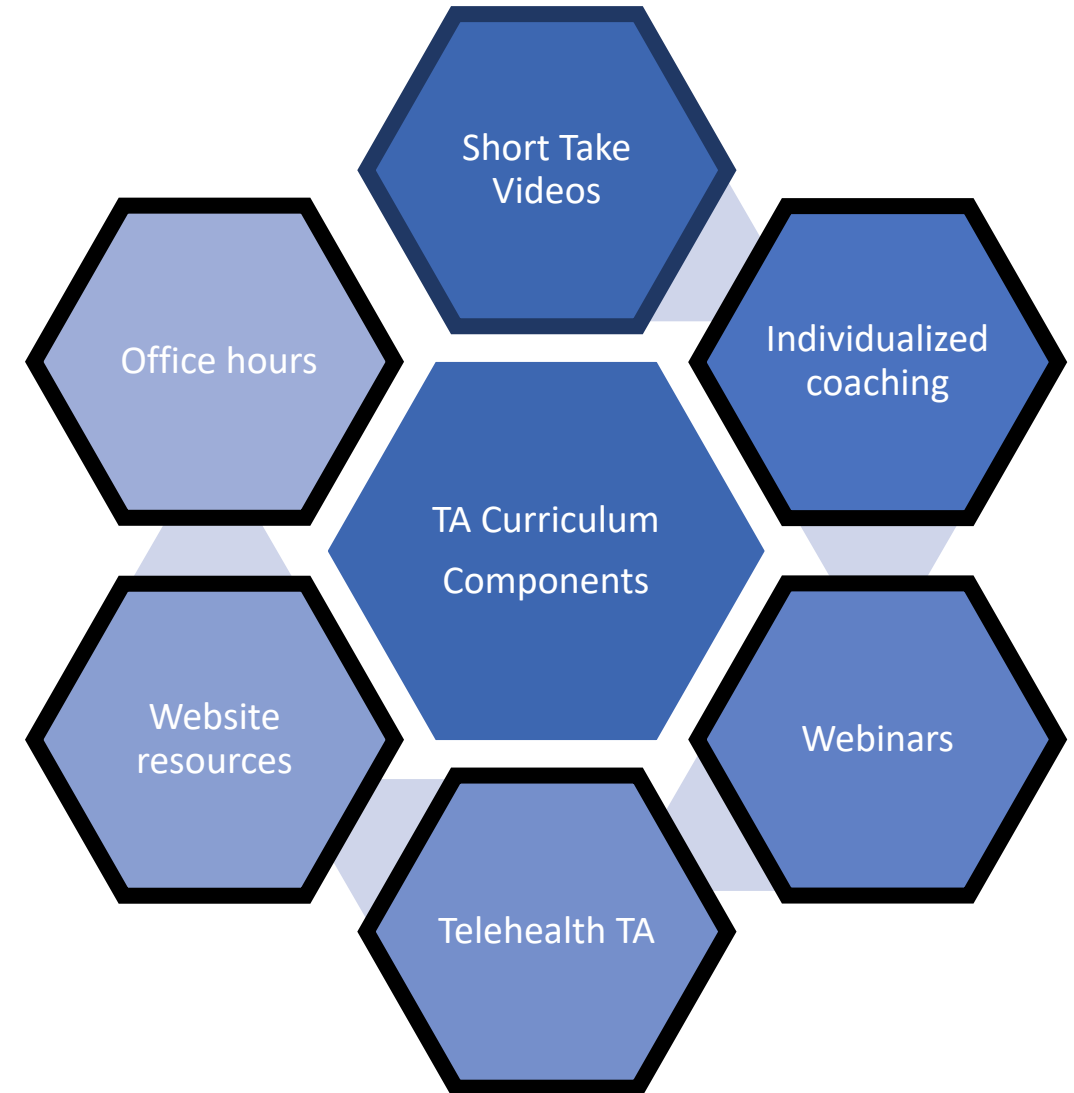 Short Take
Videos
Individualized
coaching
Webinars
Telehealth TA
Website
resources
Office hours
TA Curriculum
Components